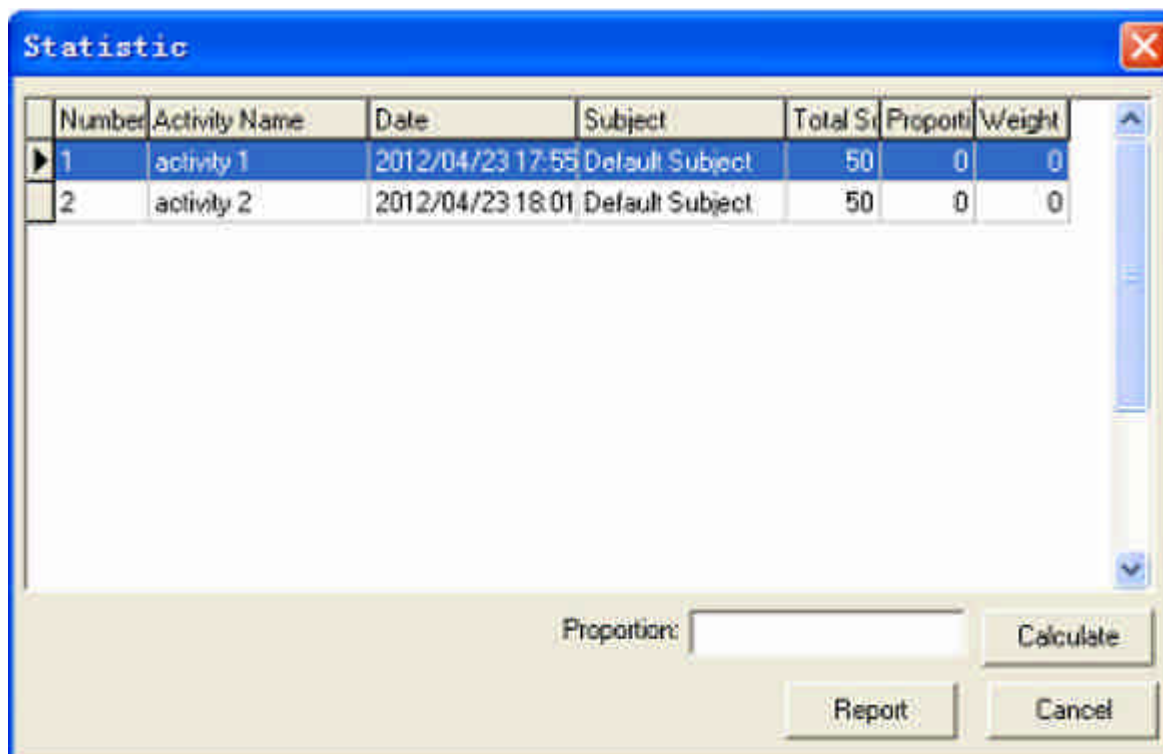 Statistic
Number Activity Name Date Subject Total Sc Proporti Weight
1 activity 1 2012/04/23 17:55 Default Subject 50 0 0
2 activity 2 2012/04/23 18:01 Default Subject 50 0 0
Proportion: Calculate
Report Cancel